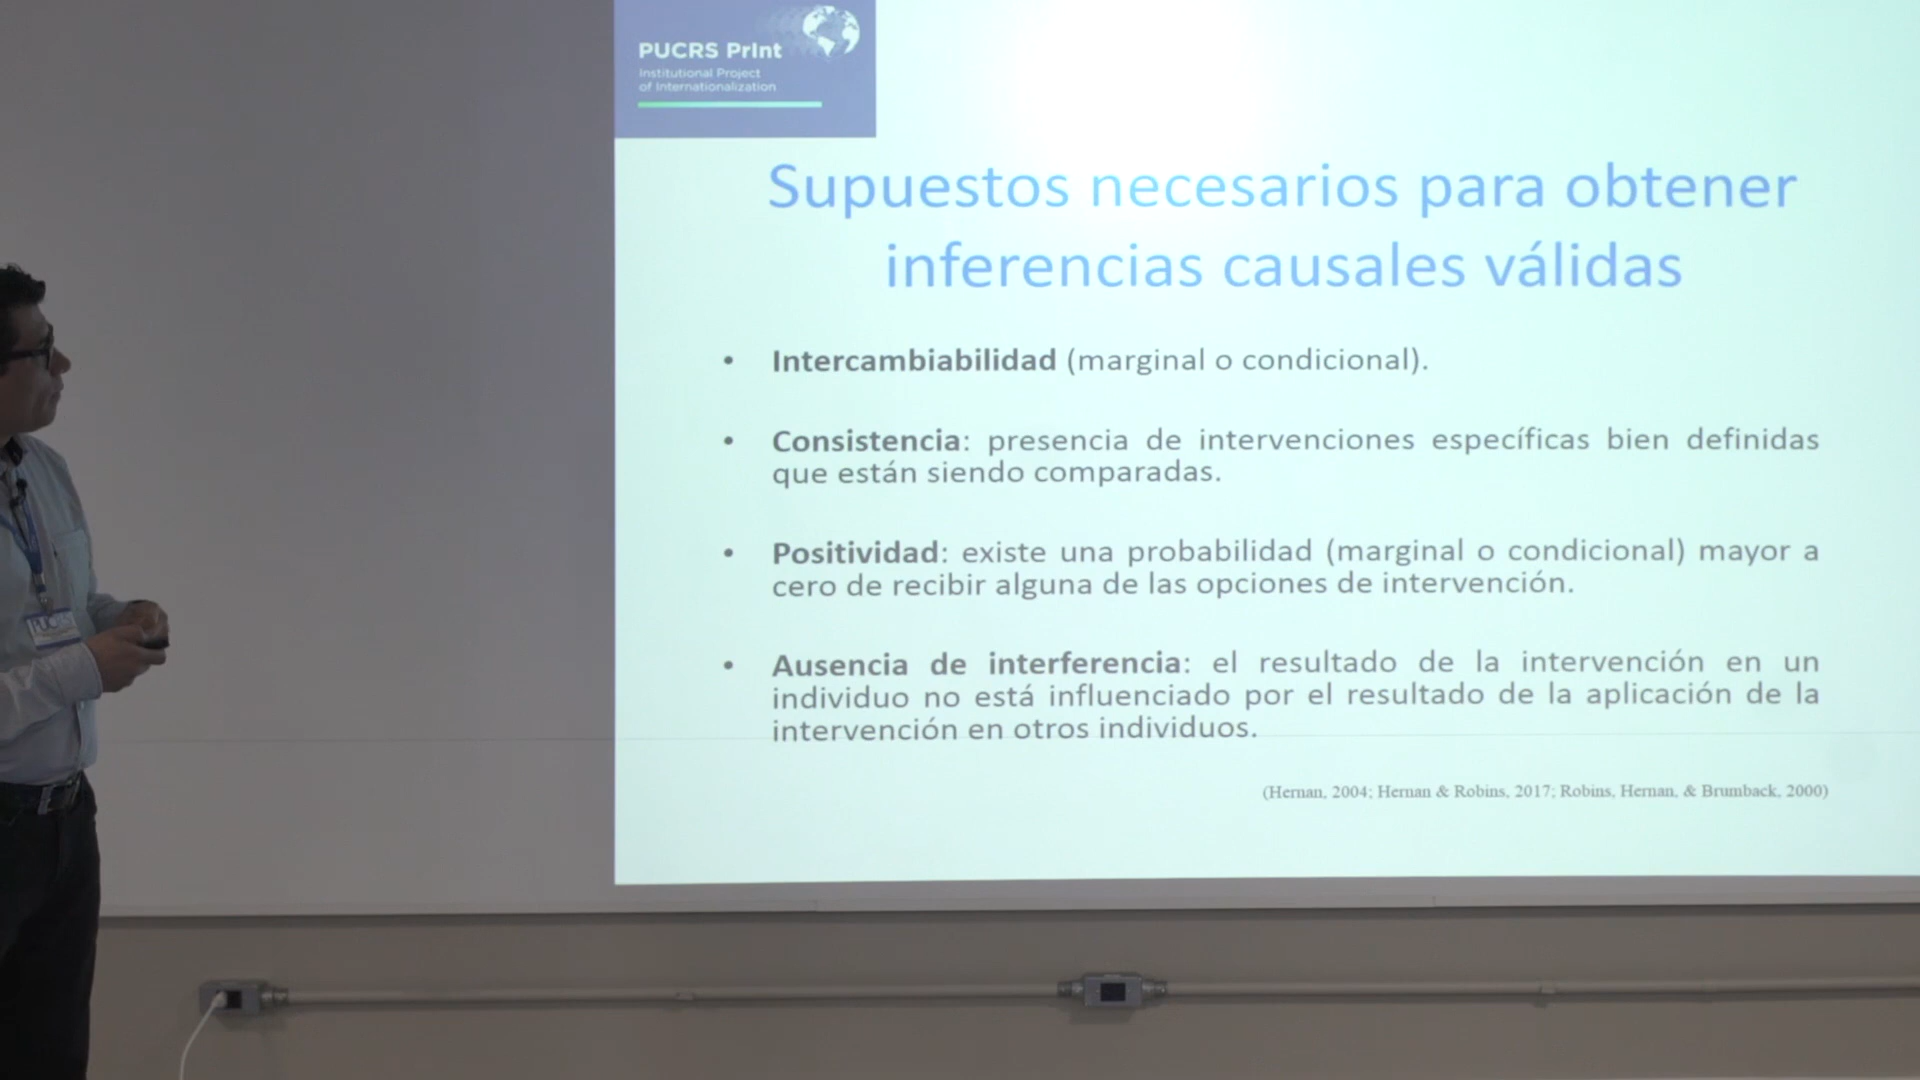 PUCRS PrInt
Institutional Project
of Internationalization
Supuestos necesarios para obtener
inferencias causales válidas
• Intercambiabilidad (marginal o condicional).
• Consistencia: presencia de intervenciones específicas bien definidas
que están siendo comparadas.
• Positividad: existe una probabilidad (marginal o condicional) mayor a
cero de recibir alguna de las opciones de intervención.
• Ausencia de interferencia: el resultado de la intervención en un
individuo no está influenciado por el resultado de la aplicación de la
intervención en otros individuos.
(Hernan, 2004; Hernan & Robins, 2017; Robins, Hernan, & Brumback, 2000)